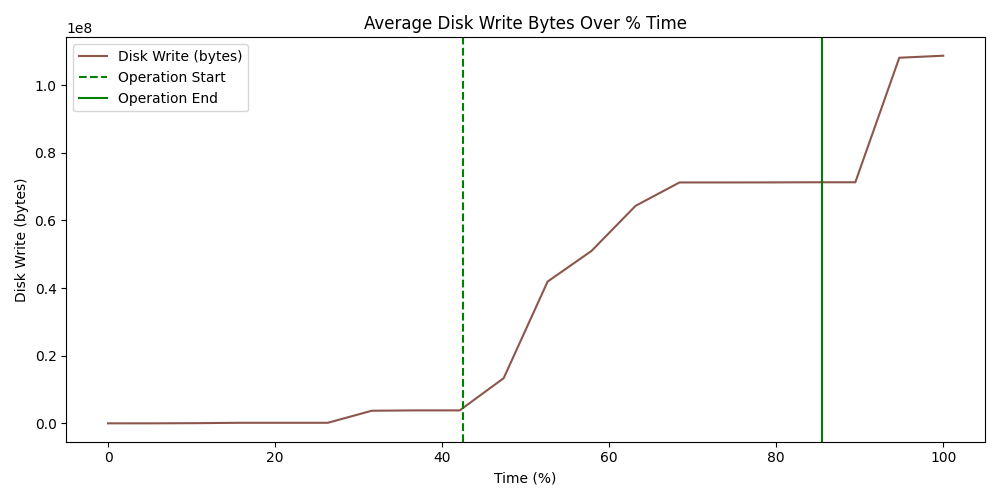 Average Disk Write Bytes Over % Time
1e8
Disk Write (bytes)
Operation Start
Operation End
1.0
0.8
0.6
0.4
0.2
0.0
Disk Write (bytes)
0 20 40 60 80 100
Time (%)